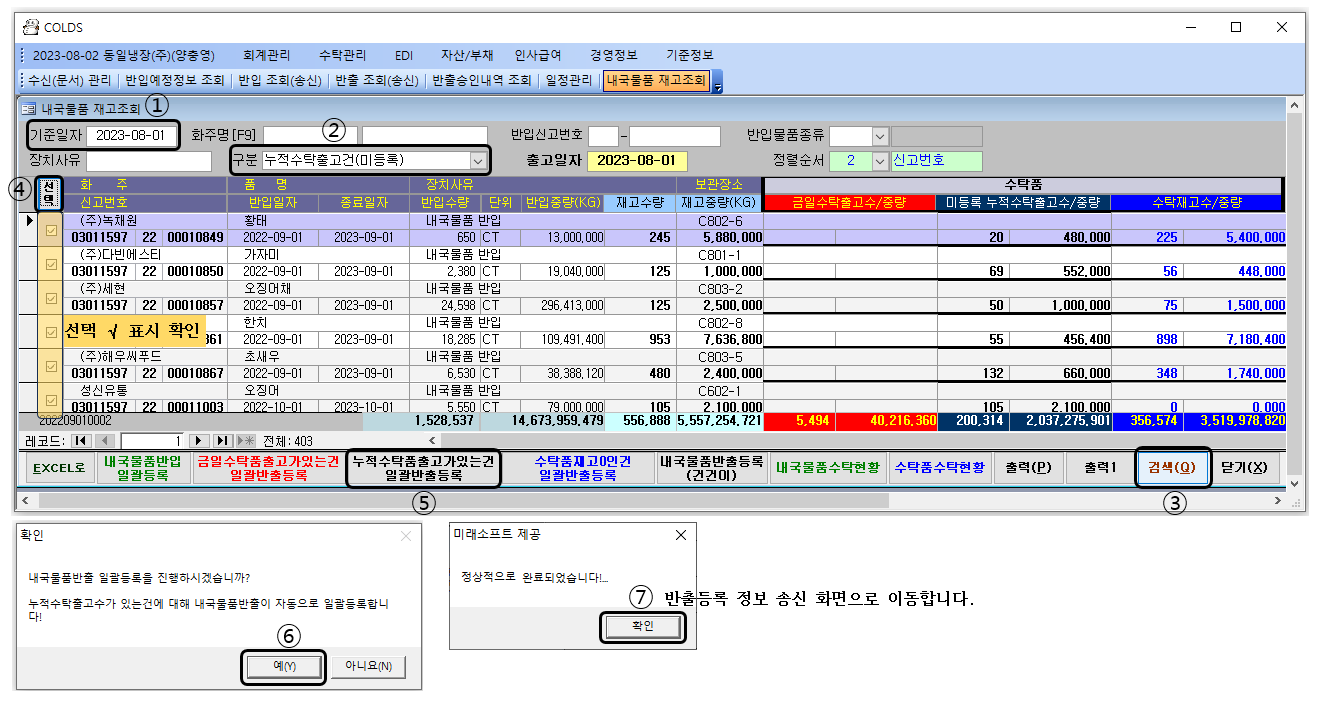 COLDS
2023-08-02 동일냉장(주)(양충영) 회계관리 수탁관리 EDI 자산/부채 인사급여 경영정보 기준정보
수신(문서) 관리 반입예정정보 조회 반입 조회(송신) 반출 조회(송신) 반출승인내역 조회 일정관리 내국물품 재고조회
내국물품 재고조회 ①
기준일자 2023-08-01 화주명[F9] ② 반입신고번호 - 반입물품종류
장치사유 구분 누적수탁출고건(미등록) 출고일자 2023-08-01 정렬순서 2 신고번호
④ 선택 화 주 품 명 장치사유 보관장소 수탁품
신고번호 반입일자 종료일자 반입수량 단위 반입중량(KG) 재고수량 재고중량(KG) 금일수탁출고수/중량 미등록 누적수탁출고수/중량 수탁재고수/중량
(주)녹채원 황태 내국물품 반입 C802-6
03011597 22 00010849 2022-09-01 2023-09-01 650 CT 13,000,000 245 5,880,000 20 480,000 225 5,400,000
(주)다빈에스티 가자미 내국물품 반입 C801-1
03011597 22 00010850 2022-09-01 2023-09-01 2,380 CT 19,040,000 125 1,000,000 69 552,000 56 448,000
(주)세현 오징어채 내국물품 반입 C803-2
03011597 22 00010857 2022-09-01 2023-09-01 24,598 CT 296,413,000 125 2,500,000 50 1,000,000 75 1,500,000
선택 √ 표시 확인 한치 내국물품 반입 C802-8
861 2022-09-01 2023-09-01 18,285 CT 109,491,400 953 7,636,800 55 456,400 898 7,180,400
(주)해우씨푸드 초새우 내국물품 반입 C803-5
03011597 22 00010867 2022-09-01 2023-09-01 6,530 CT 38,388,120 480 2,400,000 132 660,000 348 1,740,000
성신유통 오징어 내국물품 반입 C602-1
03011597 22 00011003 2022-10-01 2023-10-01 5,550 CT 79,000,000 105 2,100,000 105 2,100,000 0 0,000
202209010002 1,528,537 14,673,959,479 556,888 5,557,254,721 5,494 40,216,360 200,314 2,037,275,901 356,574 3,519,978,820
레코드: 1 전체: 403
EXCEL로 내국물품반입 일괄등록 금일수탁품출고가있는건 일괄반출등록 누적수탁품출고가있는건 일괄반출등록 수탁품재고0인건 일괄반출등록 내국물품반출등록 (건건이) 내국물품수탁현황 수탁품수탁현황 출력(P) 출력1 검색(Q) 닫기(X)
⑤ ③
확인
내국물품반출 일괄등록을 진행하시겠습니까?
누적수탁출고수가 있는건에 대해 내국물품반출이 자동으로 일괄등록합니
다!
⑥
예(Y) 아니요(N)
미래소프트 제공
정상적으로 완료되었습니다!...
⑦ 반출등록 정보 송신 화면으로 이동합니다.
확인